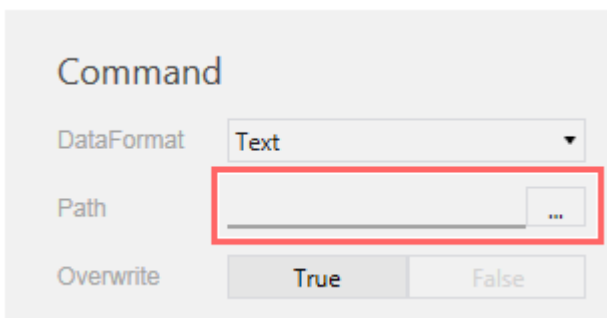 Command
DataFormat Text
Path ...
Overwrite True False